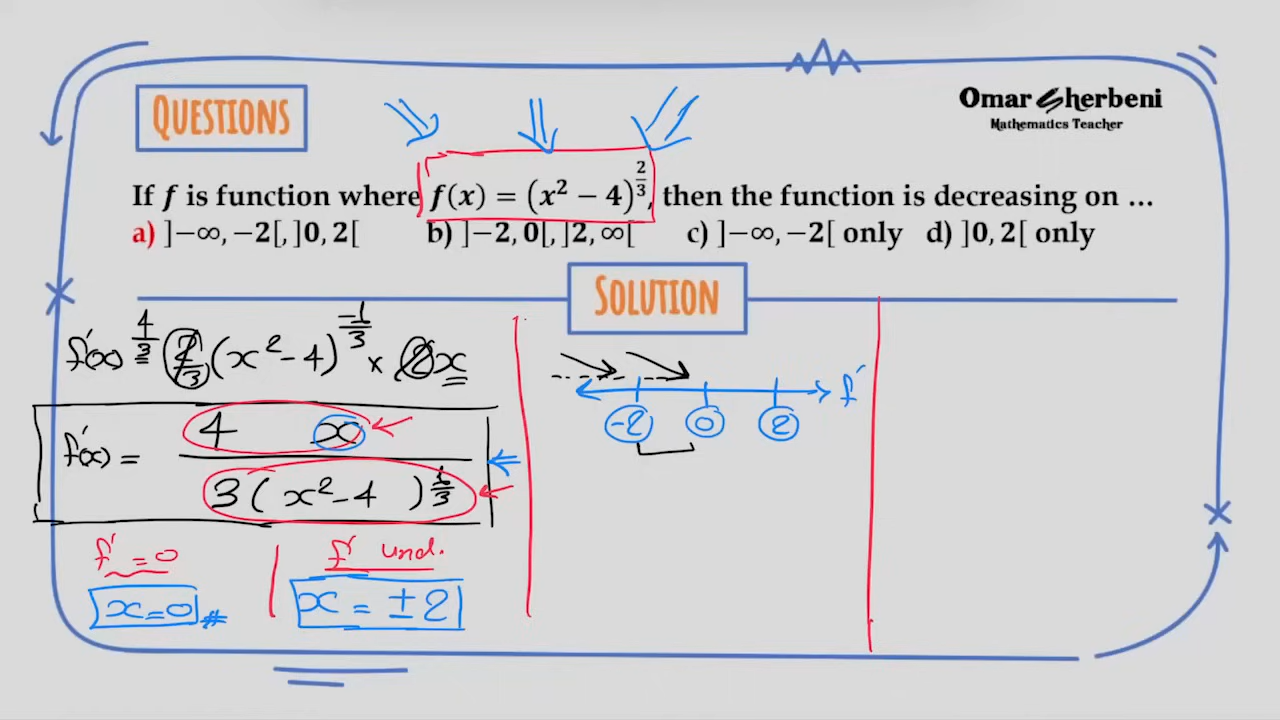 QUESTIONS
Omar Sherbeni
Mathematics Teacher
If f is function where f(x) = (x² − 4)^(2/3), then the function is decreasing on ...
a) ]−∞, −2[, ]0, 2[ b) ]−2, 0[, ]2, ∞[ c) ]−∞, −2[ only d) ]0, 2[ only
SOLUTION
f'(x) 4/3 2/3 (x² − 4)^(-1/3) × 2x
f'(x) = 4x / 3(x² − 4)^(1/3)
f' = 0
x = 0 #
f' und.
x = ±2
f'
-2 0 2